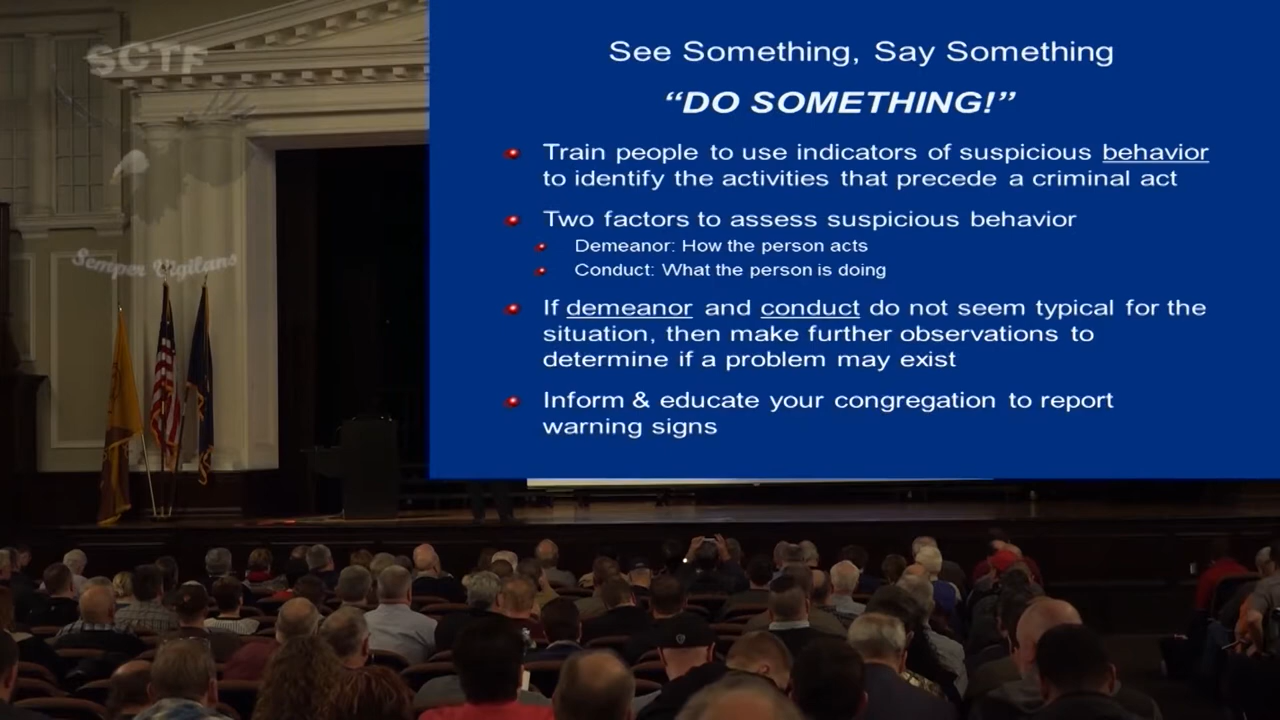 SCTF
Semper Vigilans
See Something, Say Something
“DO SOMETHING!”
Train people to use indicators of suspicious behavior
to identify the activities that precede a criminal act
Two factors to assess suspicious behavior
Demeanor: How the person acts
Conduct: What the person is doing
If demeanor and conduct do not seem typical for the
situation, then make further observations to
determine if a problem may exist
Inform & educate your congregation to report
warning signs